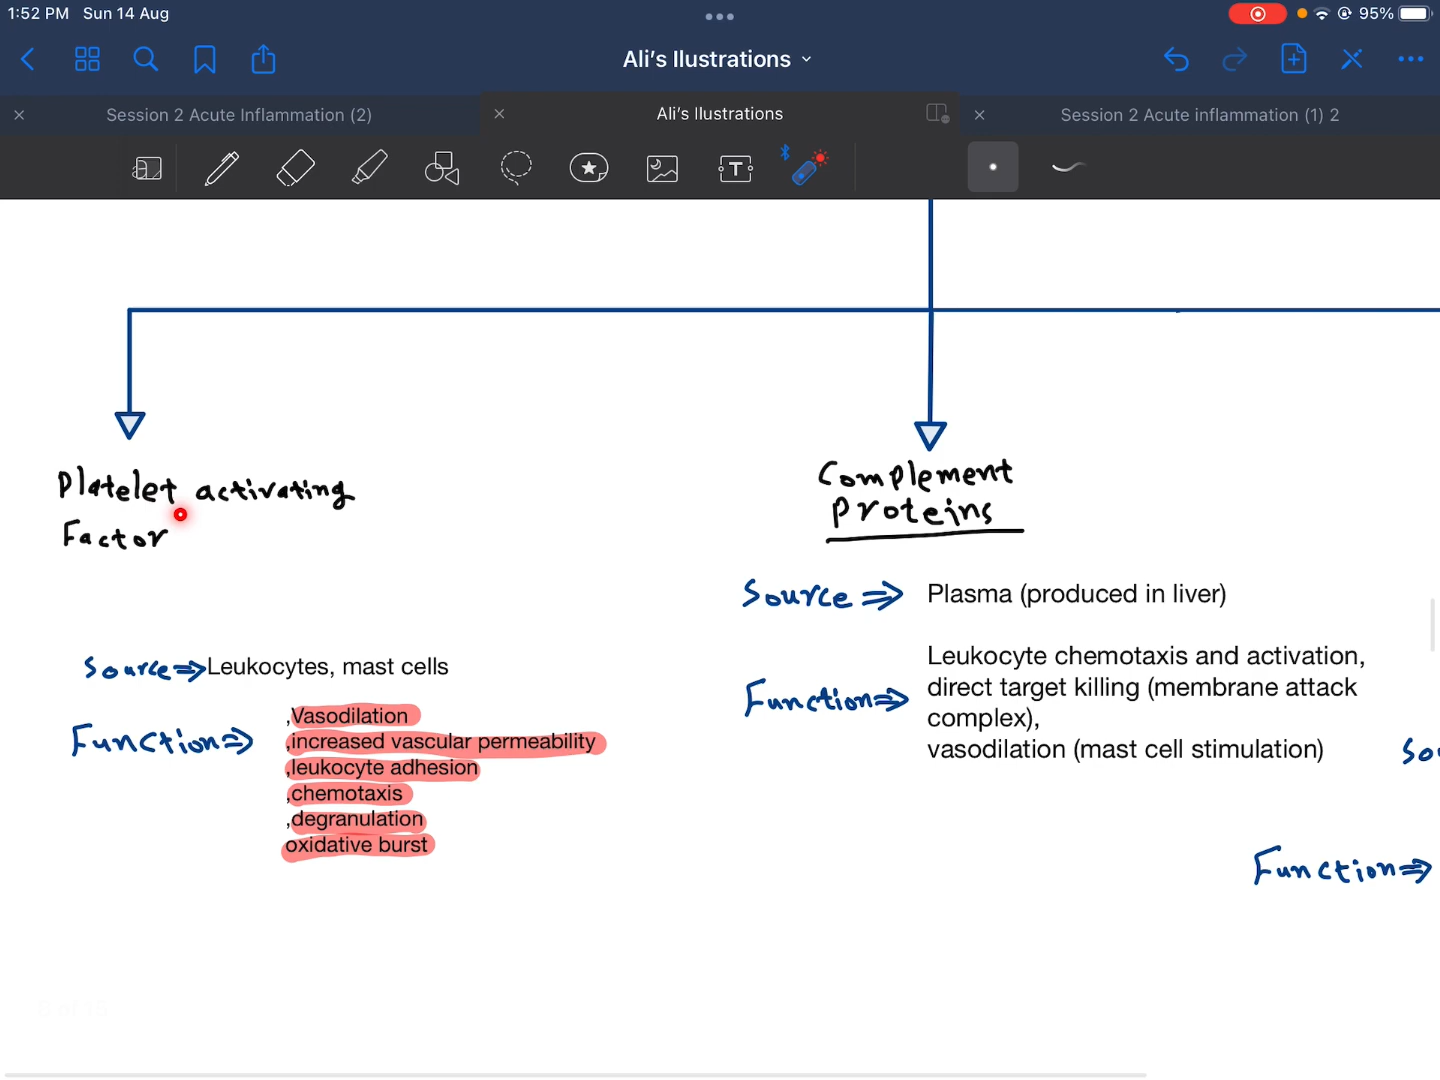 1:52 PM Sun 14 Aug
95%
Ali's Ilustrations
Session 2 Acute Inflammation (2)
Ali's Ilustrations
Session 2 Acute inflammation (1) 2
Platelet activating
Factor
Source ⇒ Leukocytes, mast cells
Function ⇒
,Vasodilation
,increased vascular permeability
,leukocyte adhesion
,chemotaxis
,degranulation
oxidative burst
Complement
Proteins
Source ⇒ Plasma (produced in liver)
Function ⇒
Leukocyte chemotaxis and activation,
direct target killing (membrane attack
complex),
vasodilation (mast cell stimulation)
So
Function ⇒